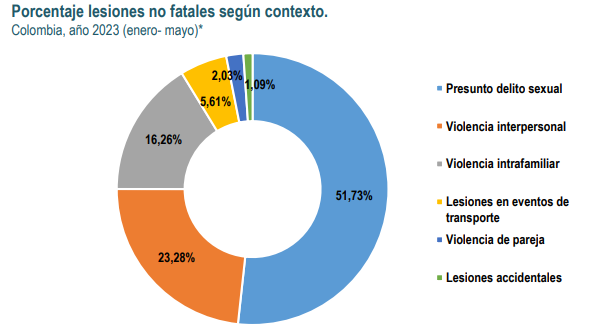 Porcentaje lesiones no fatales según contexto.
Colombia, año 2023 (enero- mayo)*
2,03%
1,09%
5,61%
16,26%
51,73%
23,28%
Presunto delito sexual
Violencia interpersonal
Violencia intrafamiliar
Lesiones en eventos de
transporte
Violencia de pareja
Lesiones accidentales